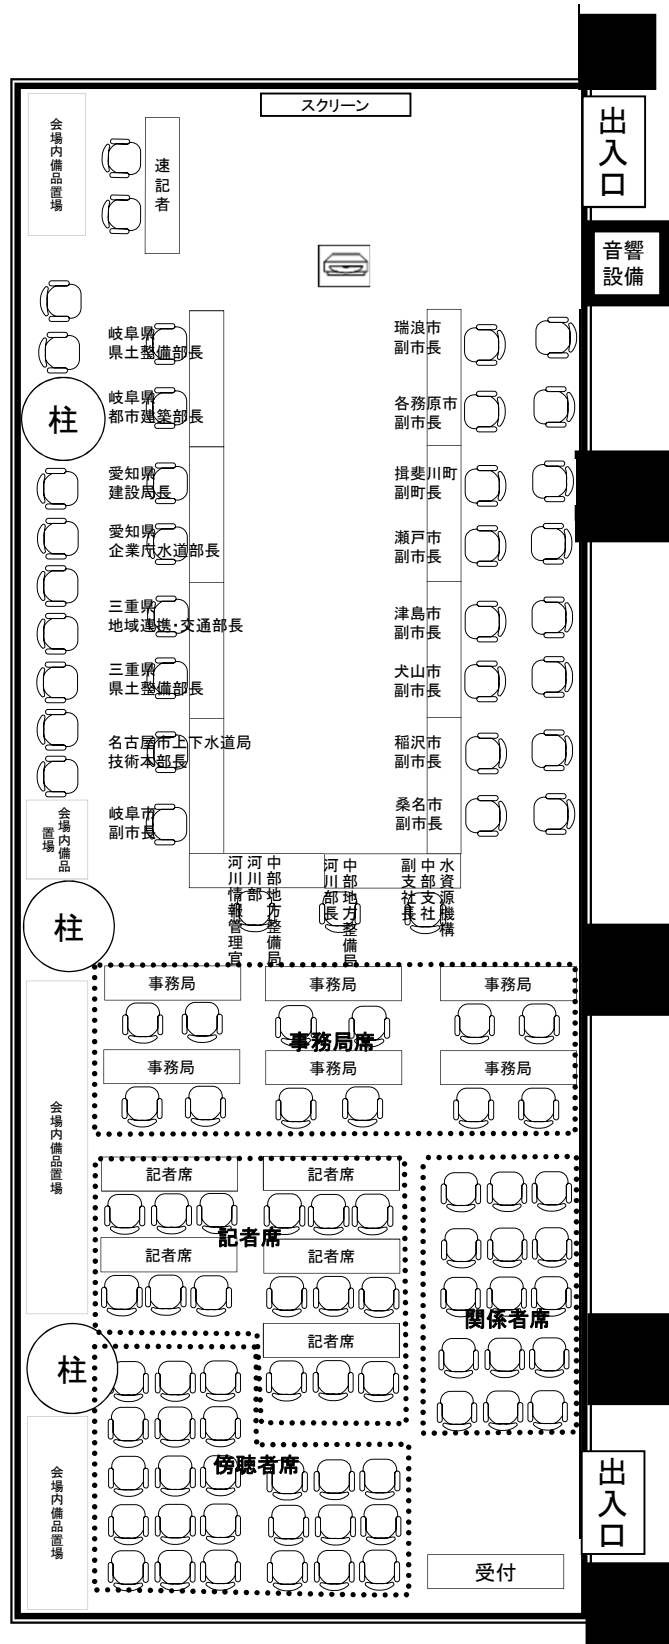 スクリーン
出入口
会場内備品置場
速記者
音響
設備
岐阜県
県土整備部長
岐阜県
都市建築部長
柱
愛知県
建設局長
愛知県
企業庁水道部長
三重県
地域連携・交通部長
三重県
県土整備部長
名古屋市上下水道局
技術本部長
岐阜市
副市長
瑞浪市
副市長
各務原市
副市長
揖斐川町
副町長
瀬戸市
副市長
津島市
副市長
犬山市
副市長
稲沢市
副市長
桑名市
副市長
会場内備品
置場
中部地方整備局
河川部
河川情報管理官
中部地方整備局
河川部長
水資源機構
中部支社
副支社長
柱
事務局
事務局
事務局
事務局席
事務局
事務局
事務局
会場内備品置場
記者席
記者席
記者席
記者席
記者席
記者席
関係者席
柱
傍聴者席
会場内備品置場
出入口
受付